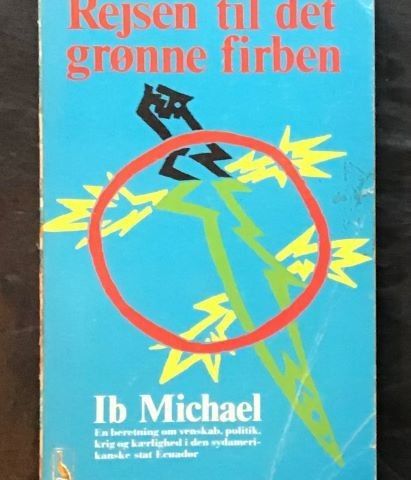 Rejsen til det
grønne firben
Ib Michael
En beretning om venskab, politik,
krig og kærlighed i den sydameri-
kanske stat Ecuador